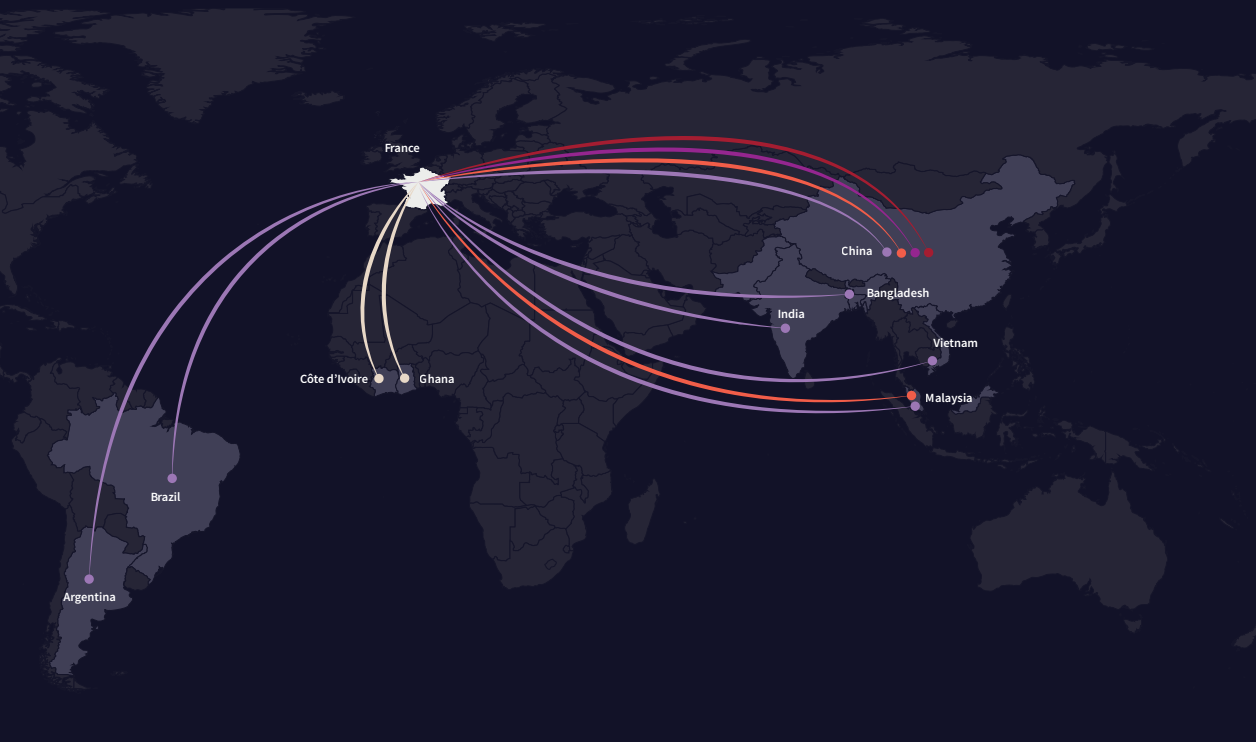 France
China
Bangladesh
India
Vietnam
Côte d'Ivoire
Ghana
Malaysia
Brazil
Argentina